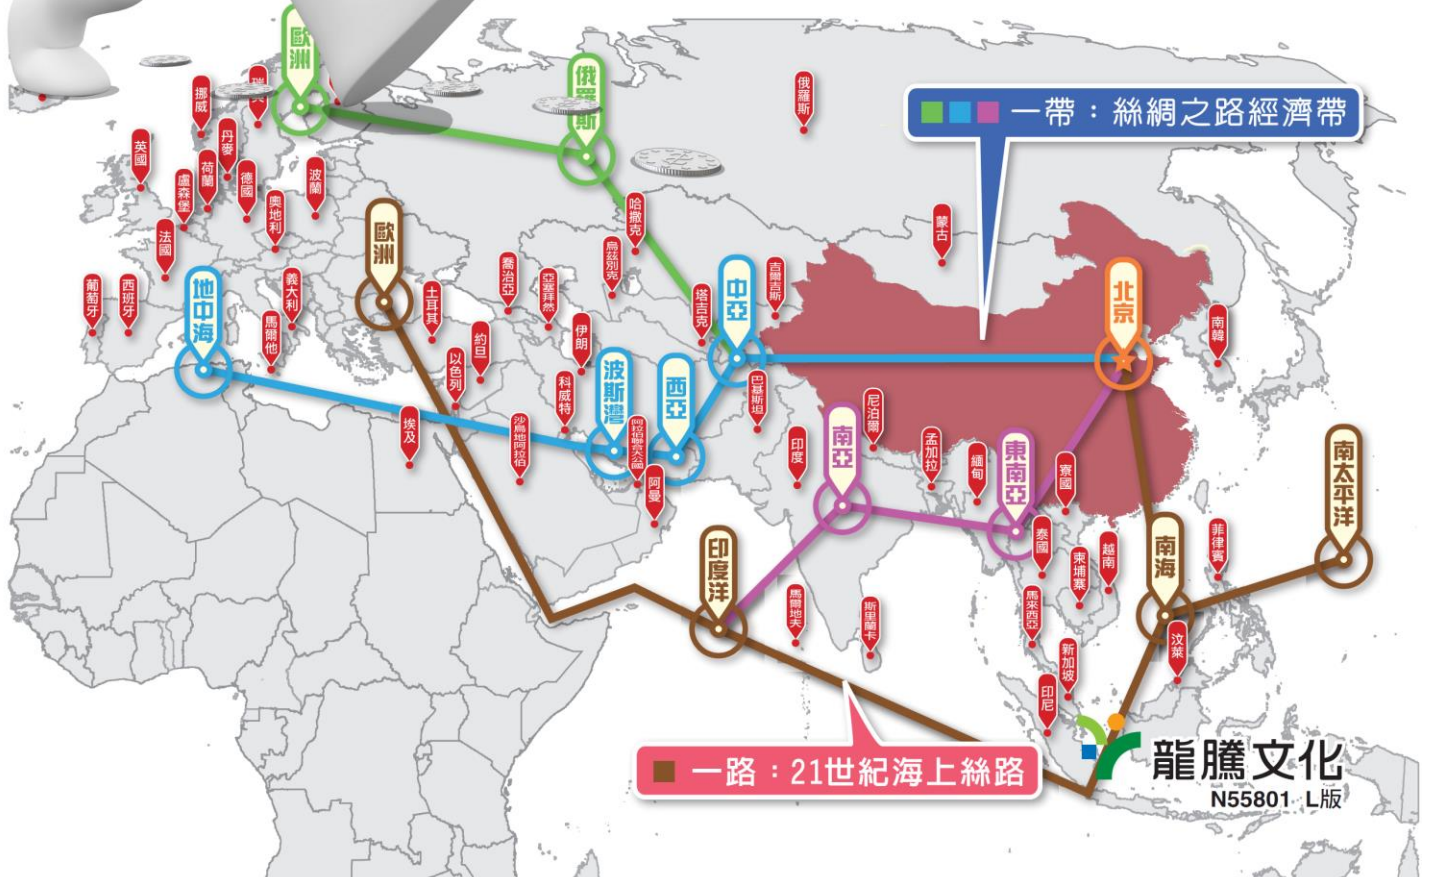 歐洲
俄羅斯
俄羅斯
一帶：絲綢之路經濟帶
挪威
丹麥
英國
荷蘭
盧森堡
德國
波蘭
奧地利
法國
歐洲
哈撒克
蒙古
烏茲別克
喬治亞
亞塞拜然
吉爾吉斯
塔吉克
中亞
北京
葡萄牙
西班牙
地中海
義大利
馬爾他
土耳其
伊朗
南韓
以色列
約旦
科威特
波斯灣
西亞
巴基斯坦
尼泊爾
埃及
沙烏地阿拉伯
阿拉伯聯合大公國
阿曼
印度
南亞
孟加拉
緬甸
東南亞
寮國
南太平洋
印度洋
泰國
柬埔寨
越南
南海
菲律賓
馬爾地夫
斯里蘭卡
馬來西亞
新加坡
汶萊
印尼
一路：21世紀海上絲路
龍騰文化
N55801 L版